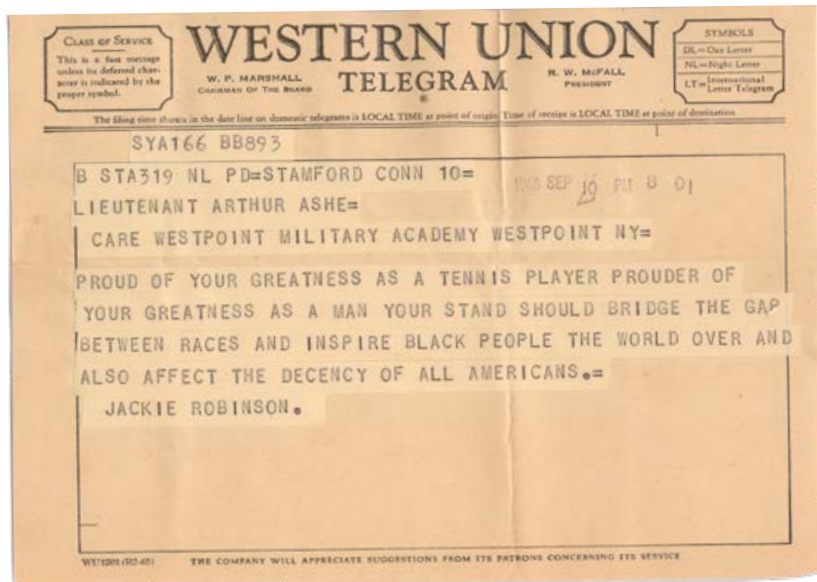 CLASS OF SERVICE
This is a fast message
unless its deferred char-
acter is indicated by the
proper symbol.
WESTERN UNION
TELEGRAM
W. P. MARSHALL
CHAIRMAN OF THE BOARD
R. W. McFALL
PRESIDENT
SYMBOLS
DL=Day Letter
NL=Night Letter
LT=International
Letter Telegram
The filing time shown in the date line on domestic telegrams is LOCAL TIME at point of origin. Time of receipt is LOCAL TIME at point of destination
SYA166 BB893
B STA319 NL PD=STAMFORD CONN 10=
SEP 10 PM 8 01
LIEUTENANT ARTHUR ASHE=
CARE WESTPOINT MILITARY ACADEMY WESTPOINT NY=
PROUD OF YOUR GREATNESS AS A TENNIS PLAYER PROUDER OF
YOUR GREATNESS AS A MAN YOUR STAND SHOULD BRIDGE THE GAP
BETWEEN RACES AND INSPIRE BLACK PEOPLE THE WORLD OVER AND
ALSO AFFECT THE DECENCY OF ALL AMERICANS.=
JACKIE ROBINSON.
WU1201 (R2-65)
THE COMPANY WILL APPRECIATE SUGGESTIONS FROM ITS PATRONS CONCERNING ITS SERVICE